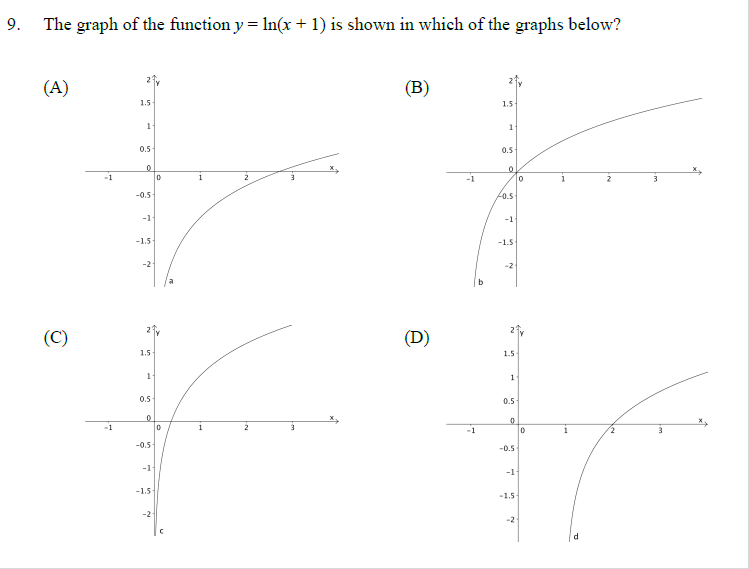 9. The graph of the function y = ln(x + 1) is shown in which of the graphs below?
(A)
2 y
1.5
1
0.5
0
-1 0 1 2 3 x
-0.5
-1
-1.5
-2
a
(B)
2 y
1.5
1
0.5
0
-1 0 1 2 3 x
-0.5
-1
-1.5
-2
b
(C)
2 y
1.5
1
0.5
0
-1 0 1 2 3 x
-0.5
-1
-1.5
-2
c
(D)
2 y
1.5
1
0.5
0
-1 0 1 2 3 x
-0.5
-1
-1.5
-2
d